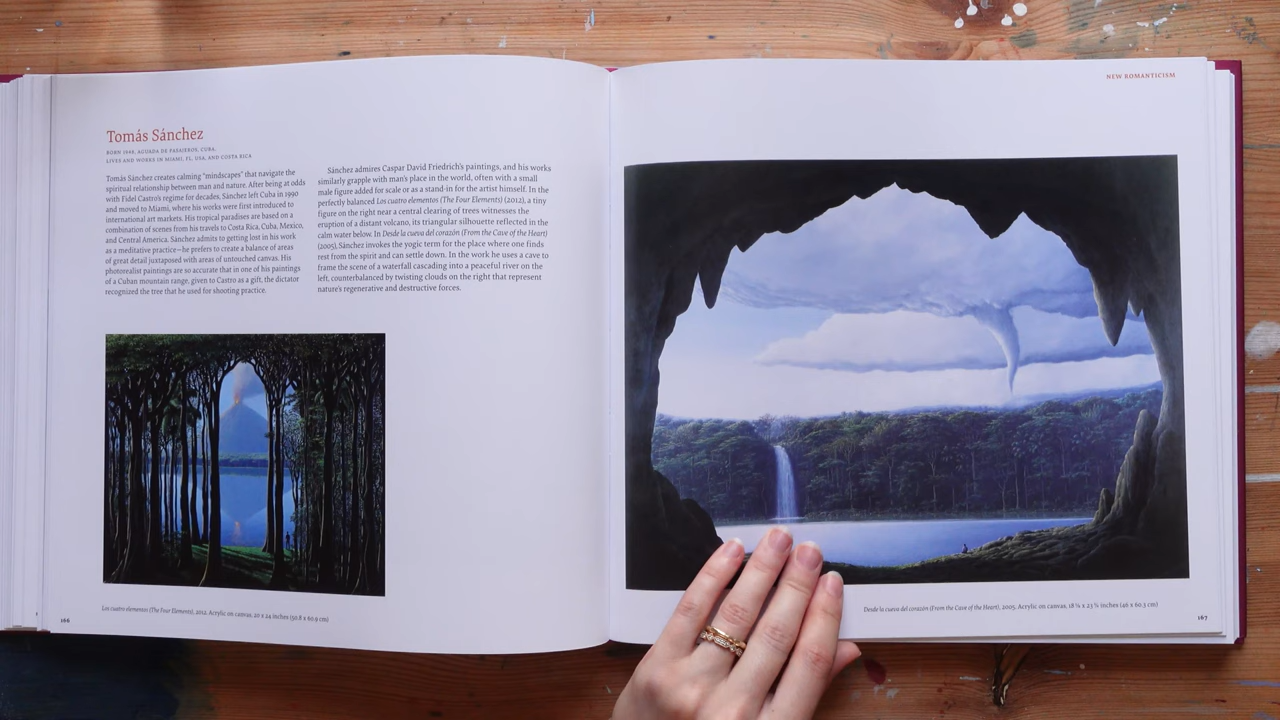 Tomás Sánchez
BORN 1948, AGUADA DE PASAJEROS, CUBA.
LIVES AND WORKS IN MIAMI, FL, USA, AND COSTA RICA
Tomás Sánchez creates calming “mindscapes” that navigate the
spiritual relationship between man and nature. After being at odds
with Fidel Castro's regime for decades, Sánchez left Cuba in 1990
and moved to Miami, where his works were first introduced to
international art markets. His tropical paradises are based on a
combination of scenes from his travels to Costa Rica, Cuba, Mexico,
and Central America. Sánchez admits to getting lost in his work
as a meditative practice—he prefers to create a balance of areas
of great detail juxtaposed with areas of untouched canvas. His
photorealist paintings are so accurate that in one of his paintings
of a Cuban mountain range, given to Castro as a gift, the dictator
recognized the tree that he used for shooting practice.
Sánchez admires Caspar David Friedrich's paintings, and his works
similarly grapple with man's place in the world, often with a small
male figure added for scale or as a stand-in for the artist himself. In the
perfectly balanced Los cuatro elementos (The Four Elements) (2012), a tiny
figure on the right near a central clearing of trees witnesses the
eruption of a distant volcano, its triangular silhouette reflected in the
calm water below. In Desde la cueva del corazón (From the Cave of the Heart)
(2005), Sánchez invokes the yogic term for the place where one finds
rest from the spirit and can settle down. In the work he uses a cave to
frame the scene of a waterfall cascading into a peaceful river on the
left, counterbalanced by twisting clouds on the right that represent
nature's regenerative and destructive forces.
Los cuatro elementos (The Four Elements), 2012. Acrylic on canvas, 20 x 24 inches (50.8 x 60.9 cm)
166
NEW ROMANTICISM
Desde la cueva del corazón (From the Cave of the Heart), 2005. Acrylic on canvas, 18 ⅛ x 23 ¾ inches (46 x 60.3 cm)
167